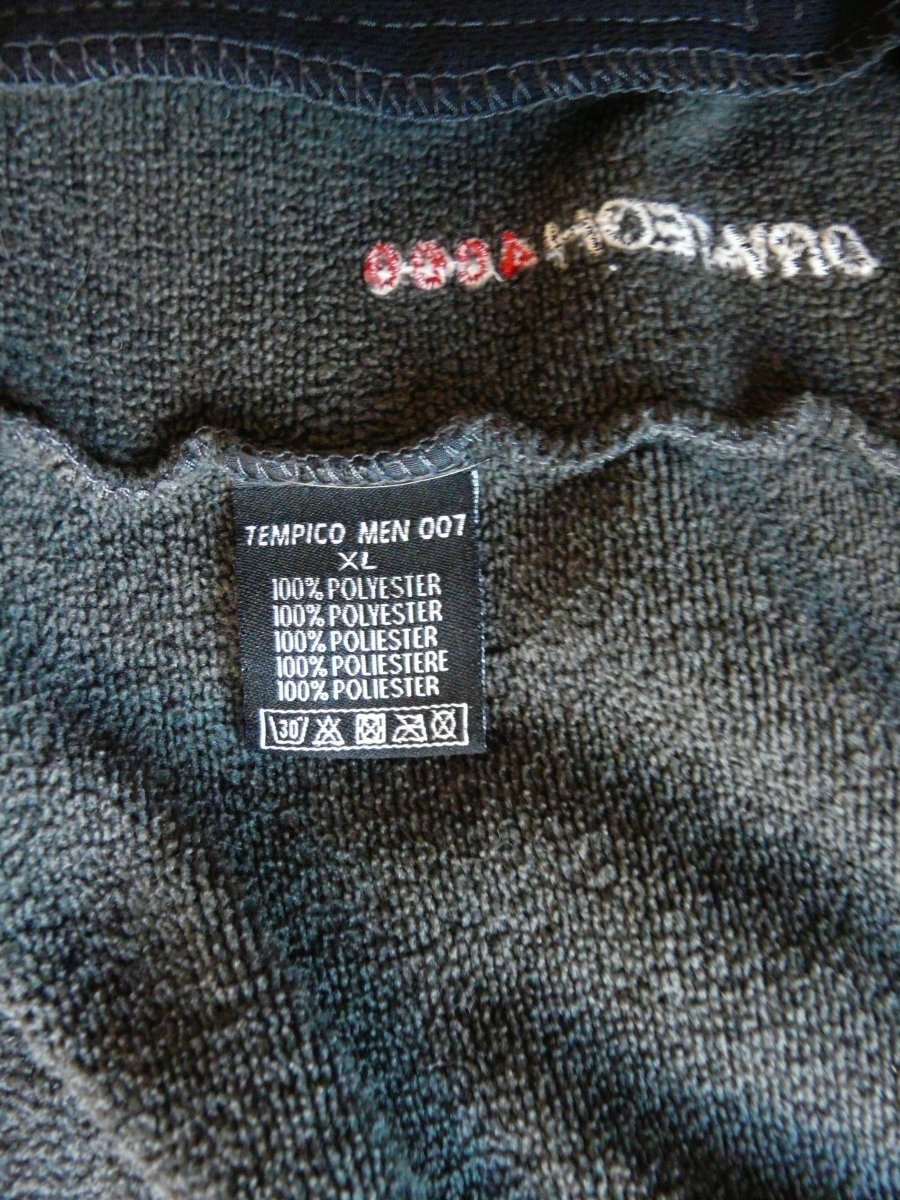 TEMPICO MEN 007
XL
100% POLYESTER
100% POLYESTER
100% POLIESTER
100% POLIESTERE
100% POLIESTER
30